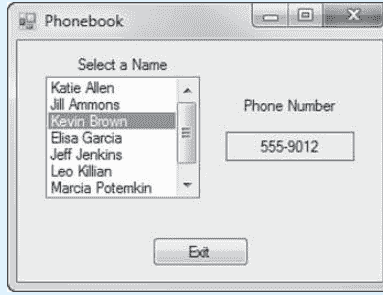 Phonebook
Select a Name
Katie Allen
Jill Ammons
Kevin Brown
Elisa Garcia
Jeff Jenkins
Leo Killian
Marcia Potemkin
Phone Number
555-9012
Exit